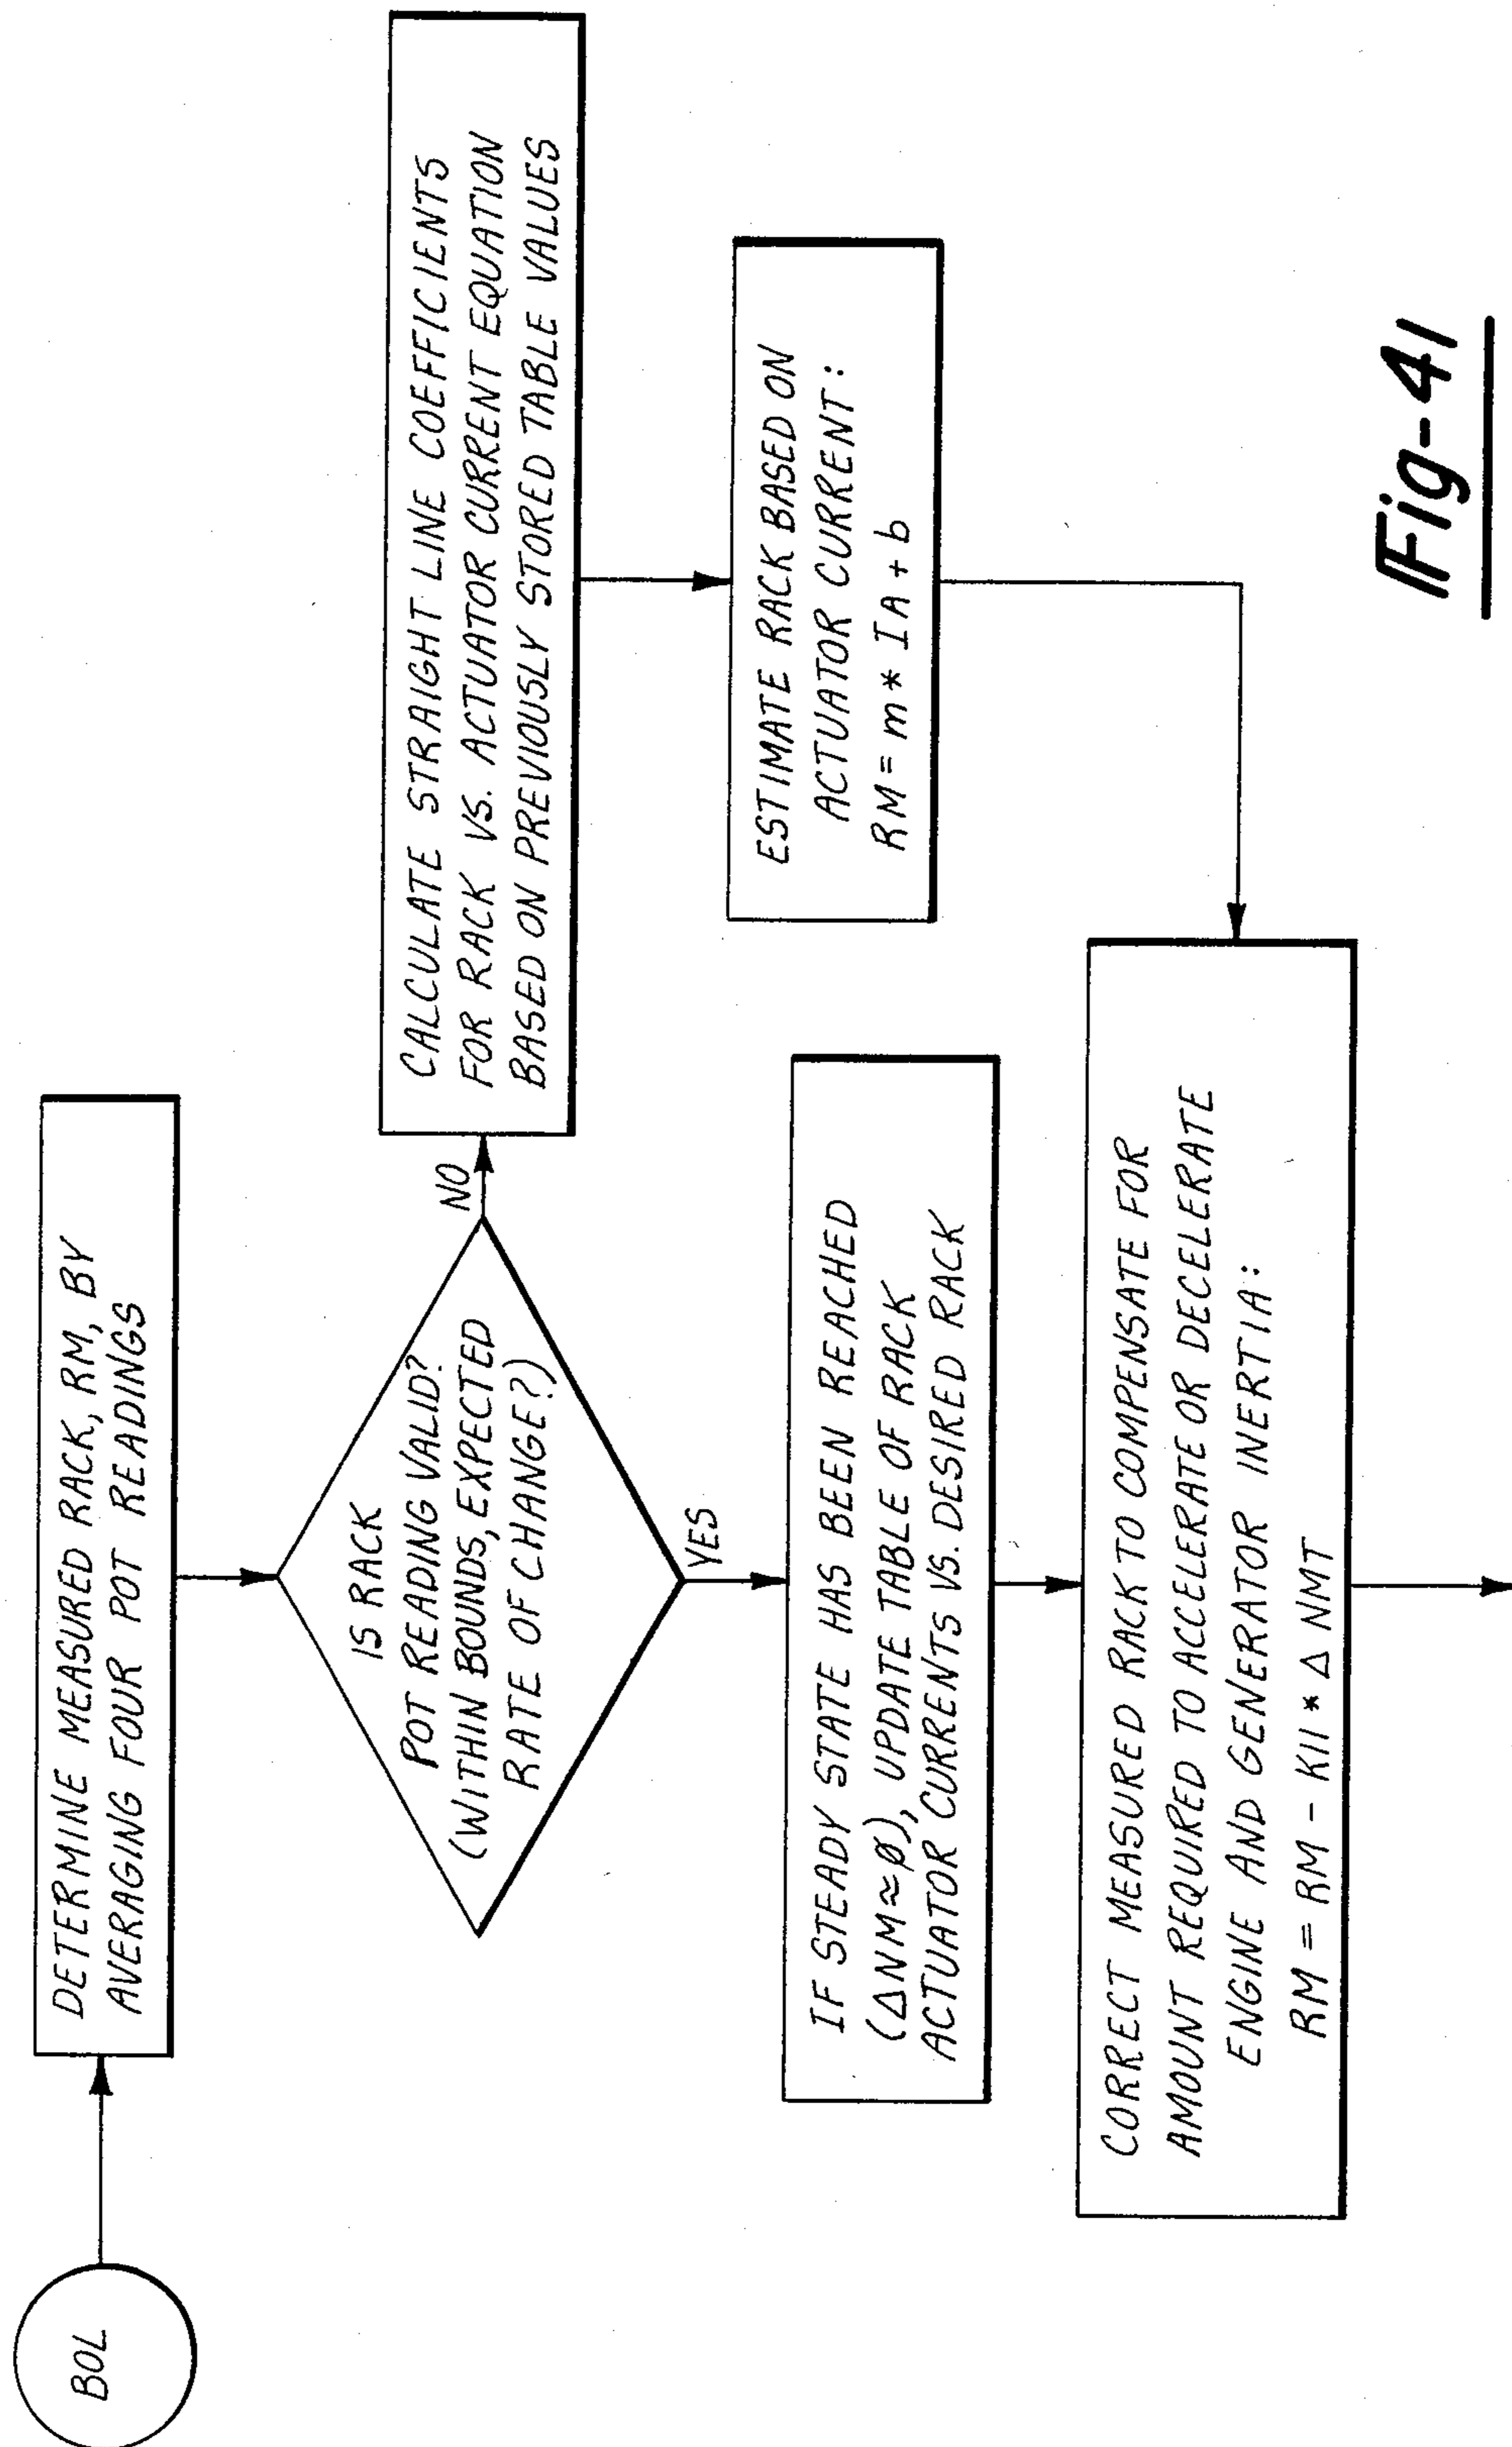 BOL
DETERMINE MEASURED RACK, RM, BY
AVERAGING FOUR POT READINGS
IS RACK
POT READING VALID?
(WITHIN BOUNDS, EXPECTED
RATE OF CHANGE?)
NO
CALCULATE STRAIGHT LINE COEFFICIENTS
FOR RACK VS. ACTUATOR CURRENT EQUATION
BASED ON PREVIOUSLY STORED TABLE VALUES
ESTIMATE RACK BASED ON
ACTUATOR CURRENT:
RM = m * IA + b
YES
IF STEADY STATE HAS BEEN REACHED
(ΔNM≈Ø), UPDATE TABLE OF RACK
ACTUATOR CURRENTS VS. DESIRED RACK
CORRECT MEASURED RACK TO COMPENSATE FOR
AMOUNT REQUIRED TO ACCELERATE OR DECELERATE
ENGINE AND GENERATOR INERTIA:
RM = RM - K11 * Δ NMT
Fig-41